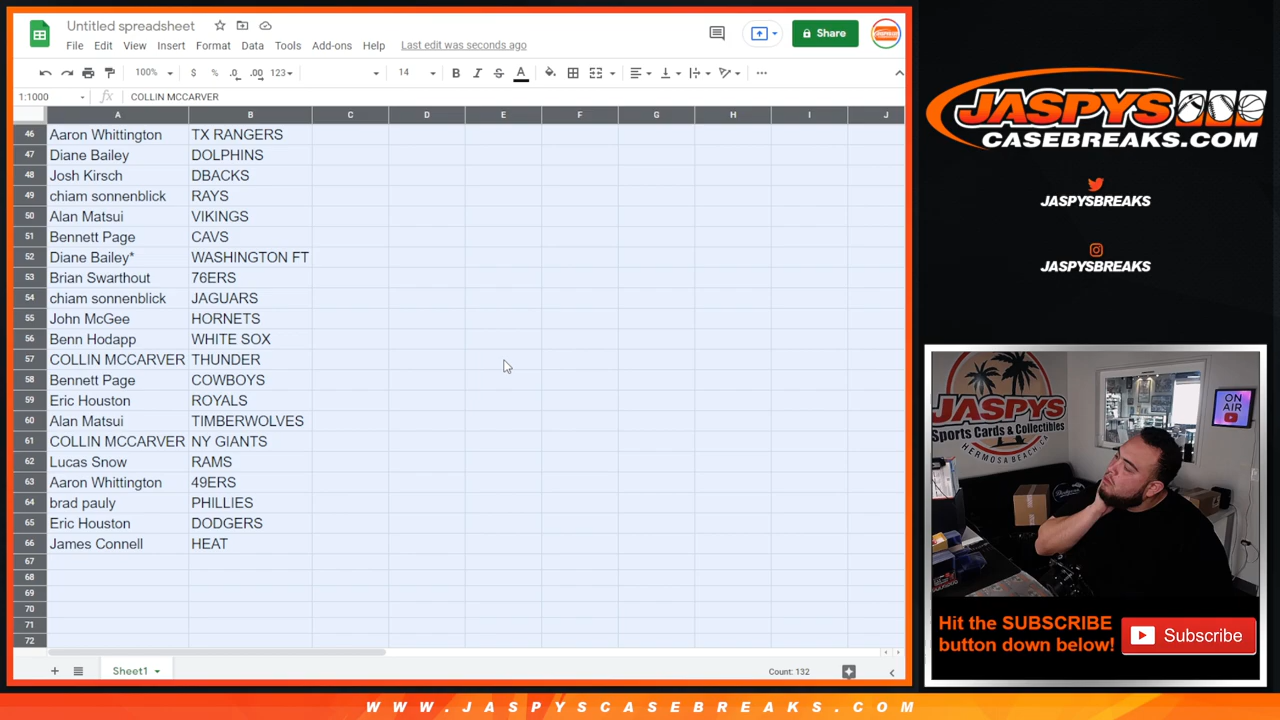 Untitled spreadsheet
File Edit View Insert Format Data Tools Add-ons Help Last edit was seconds ago
Share
100% $ % .0 .00 123 14 B I S A
1:1000 fx COLLIN MCCARVER
A B C D E F G H I J
46 Aaron Whittington TX RANGERS
47 Diane Bailey DOLPHINS
48 Josh Kirsch DBACKS
49 chiam sonnenblick RAYS
50 Alan Matsui VIKINGS
51 Bennett Page CAVS
52 Diane Bailey* WASHINGTON FT
53 Brian Swarthout 76ERS
54 chiam sonnenblick JAGUARS
55 John McGee HORNETS
56 Benn Hodapp WHITE SOX
57 COLLIN MCCARVER THUNDER
58 Bennett Page COWBOYS
59 Eric Houston ROYALS
60 Alan Matsui TIMBERWOLVES
61 COLLIN MCCARVER NY GIANTS
62 Lucas Snow RAMS
63 Aaron Whittington 49ERS
64 brad pauly PHILLIES
65 Eric Houston DODGERS
66 James Connell HEAT
67
68
69
70
71
72
Sheet1
Count: 132
JASPYS
CASEBREAKS.COM
JASPYSBREAKS
JASPYSBREAKS
JASPYS
Sports Cards & Collectibles
HERMOSA BEACH CA
ON
AIR
Hit the SUBSCRIBE
button down below!
Subscribe
WWW.JASPYSCASEBREAKS.COM